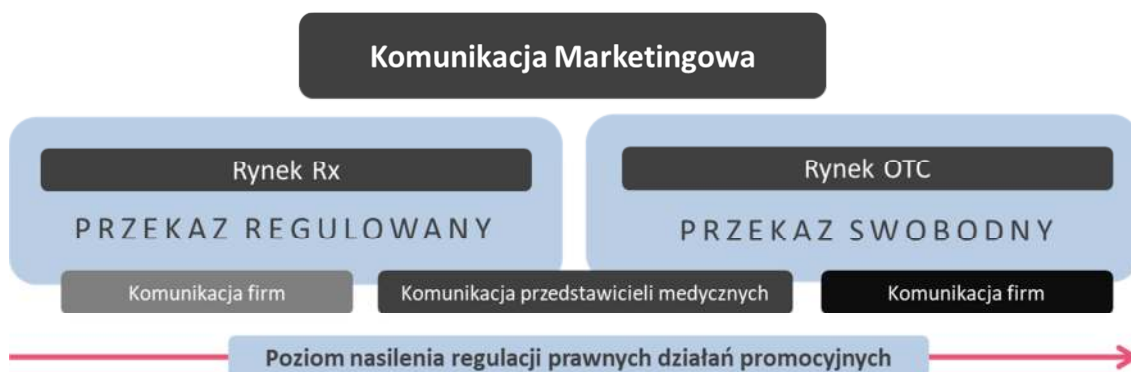 Komunikacja Marketingowa
Rynek Rx
Rynek OTC
PRZEKAZ REGULOWANY
PRZEKAZ SWOBODNY
Komunikacja firm
Komunikacja przedstawicieli medycznych
Komunikacja firm
Poziom nasilenia regulacji prawnych działań promocyjnych